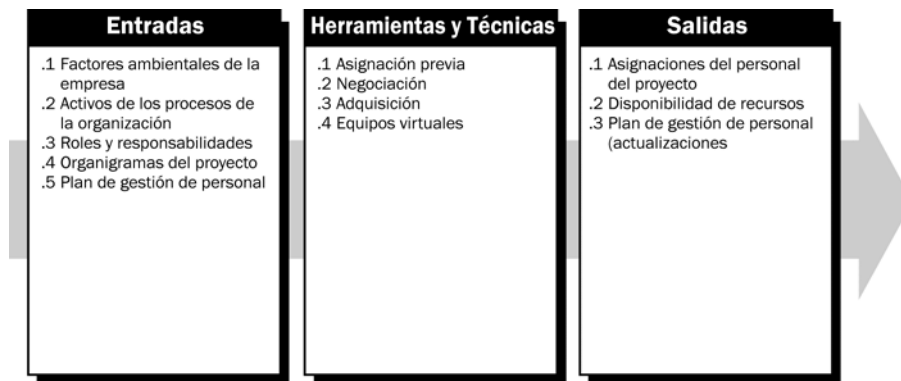 Entradas
.1 Factores ambientales de la
empresa
.2 Activos de los procesos de
la organización
.3 Roles y responsabilidades
.4 Organigramas del proyecto
.5 Plan de gestión de personal
Herramientas y Técnicas
.1 Asignación previa
.2 Negociación
.3 Adquisición
.4 Equipos virtuales
Salidas
.1 Asignaciones del personal
del proyecto
.2 Disponibilidad de recursos
.3 Plan de gestión de personal
(actualizaciones